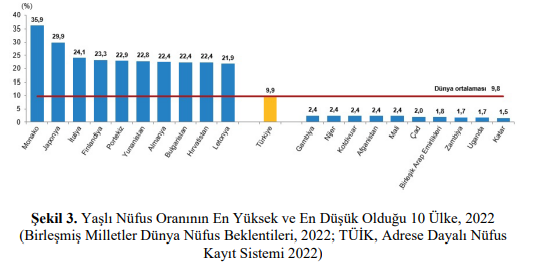 (%)
40
35
30
25
20
15
10
5
0
35,9
29,9
24,1
23,3
22,9
22,8
22,4
22,4
22,4
21,9
9,9
2,4
2,4
2,4
2,4
2,4
2,0
1,8
1,7
1,7
1,5
Dünya ortalaması 9,8
Monako
Japonya
İtalya
Finlandiya
Portekiz
Yunanistan
Almanya
Bulgaristan
Hırvatistan
Letonya
Türkiye
Gambiya
Nijer
Kotdivuar
Afganistan
Mali
Çad
Birleşik Arap Emirlikleri
Zambiya
Uganda
Katar
Şekil 3. Yaşlı Nüfus Oranının En Yüksek ve En Düşük Olduğu 10 Ülke, 2022
(Birleşmiş Milletler Dünya Nüfus Beklentileri, 2022; TÜİK, Adrese Dayalı Nüfus
Kayıt Sistemi 2022)